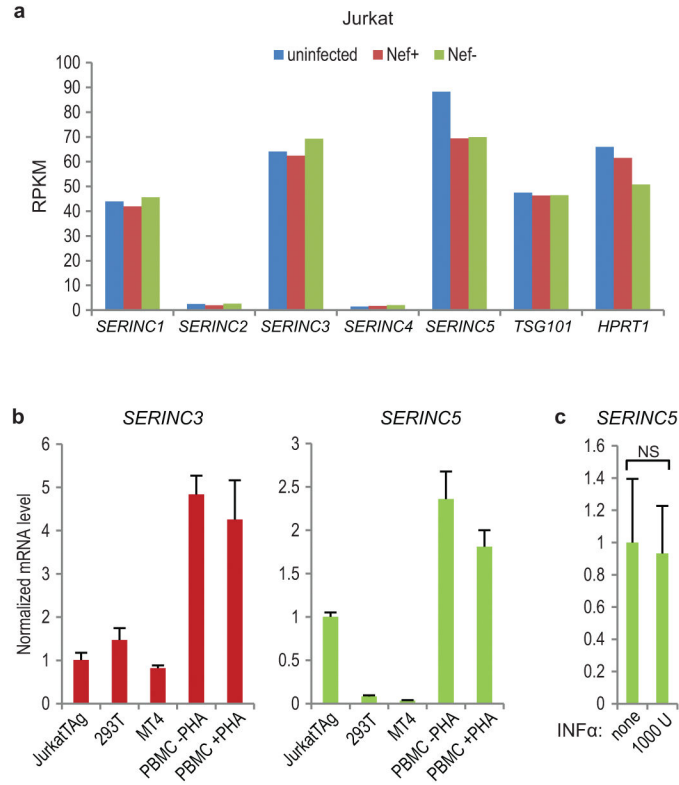 a
Jurkat
uninfected Nef+ Nef-
RPKM
100
90
80
70
60
50
40
30
20
10
0
SERINC1 SERINC2 SERINC3 SERINC4 SERINC5 TSG101 HPRT1
b
SERINC3
Normalized mRNA level
6
5
4
3
2
1
0
JurkatTAg
293T
MT4
PBMC -PHA
PBMC +PHA
SERINC5
3
2.5
2
1.5
1
0.5
0
JurkatTAg
293T
MT4
PBMC -PHA
PBMC +PHA
c
SERINC5
1.6
1.4
1.2
1
0.8
0.6
0.4
0.2
0
NS
INFα:
none
1000 U